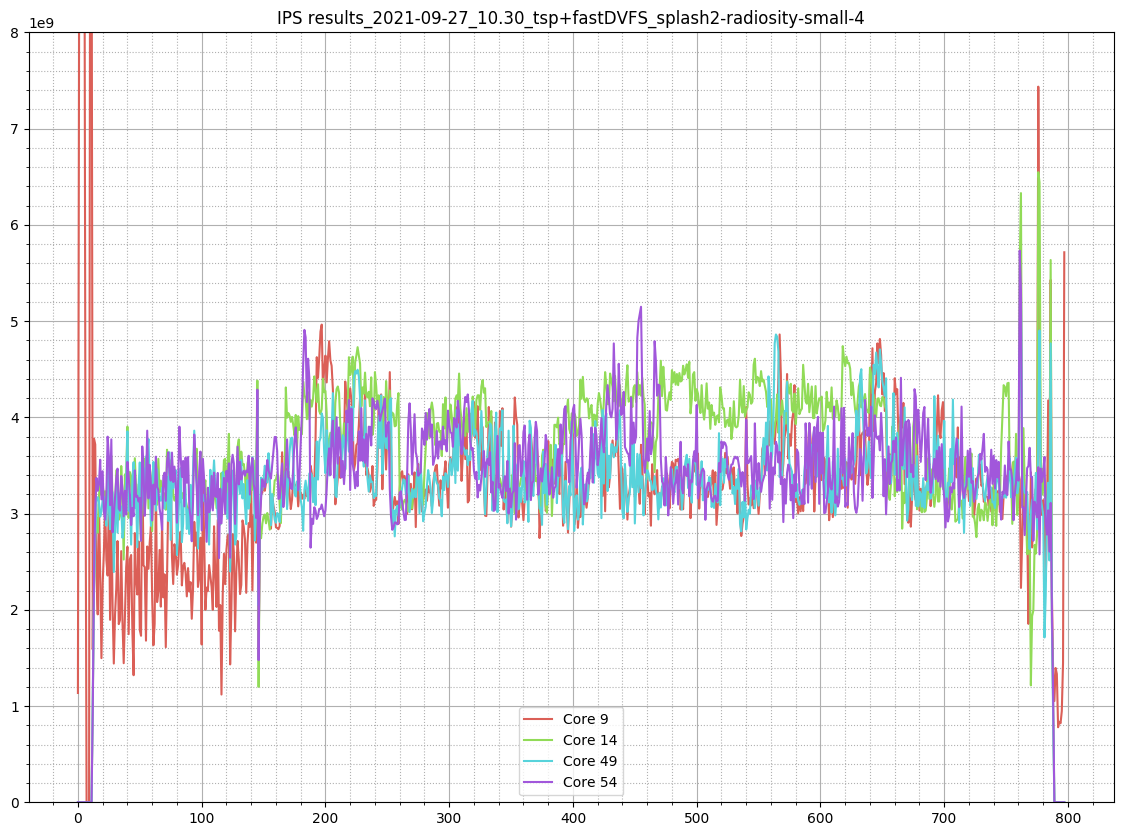 IPS results_2021-09-27_10.30_tsp+fastDVFS_splash2-radiosity-small-4
1e9
8
7
6
5
4
3
2
1
0
Core 9
Core 14
Core 49
Core 54
0 100 200 300 400 500 600 700 800